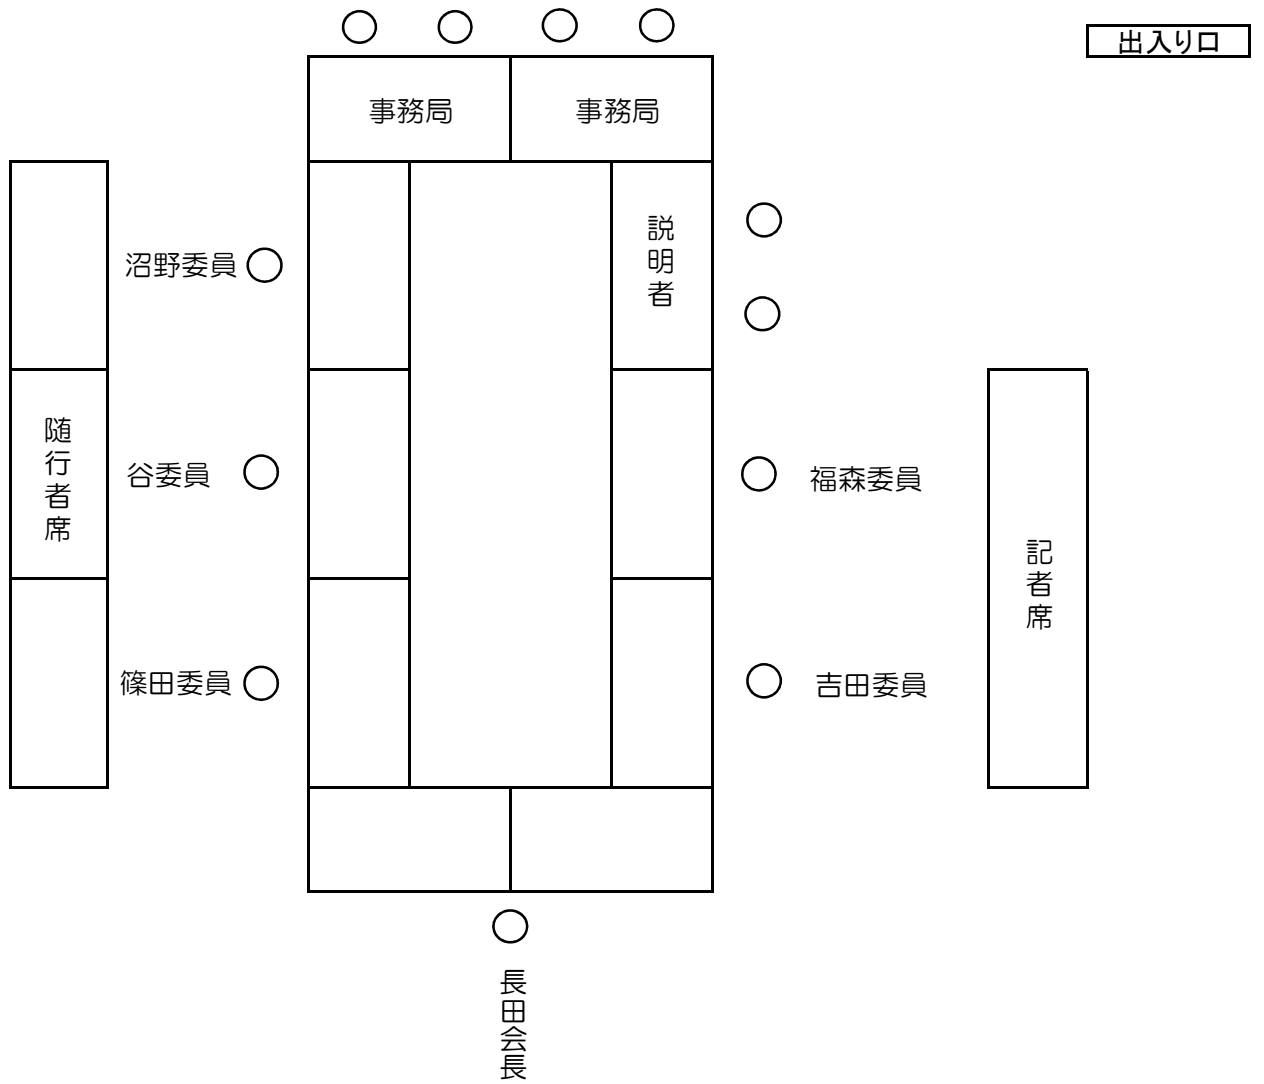 出入り口
事務局
事務局
説明者
沼野委員
随行者席
谷委員
福森委員
記者席
篠田委員
吉田委員
長田会長